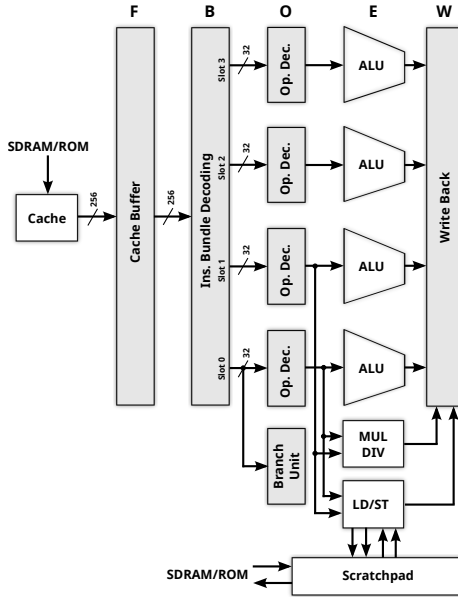 F B O E W
Slot 3
32
Op. Dec.
ALU
Slot 2
32
Op. Dec.
ALU
SDRAM/ROM
Cache
256
Cache Buffer
256
Ins. Bundle Decoding
Write Back
Slot 1
32
Op. Dec.
ALU
Slot 0
32
Op. Dec.
ALU
Branch
Unit
MUL
DIV
LD/ST
SDRAM/ROM
Scratchpad